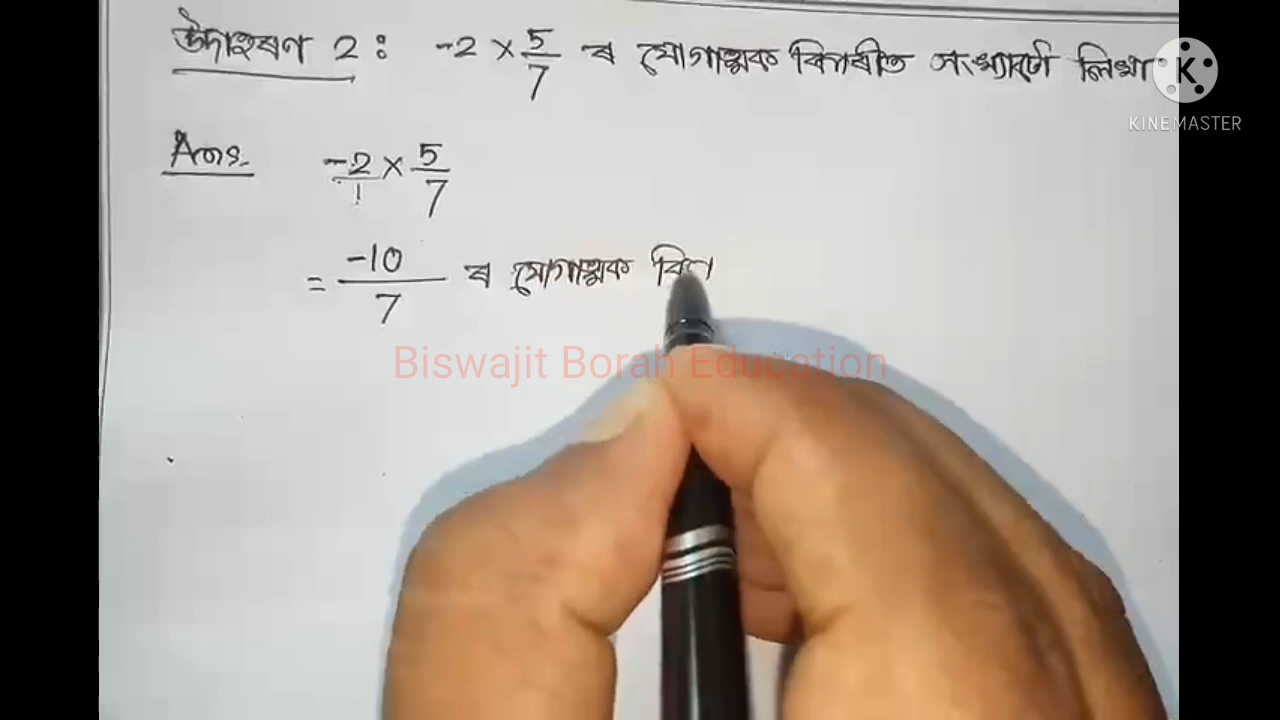 উদাহৰণ 2 : -2 × 5/7 ৰ যোগাত্মক বিপৰীত সংখ্যাটো লিখা
K
KINEMASTER
Ans. -2/1 × 5/7
= -10/7 ৰ যোগাত্মক বিপ
Biswajit Borah Education